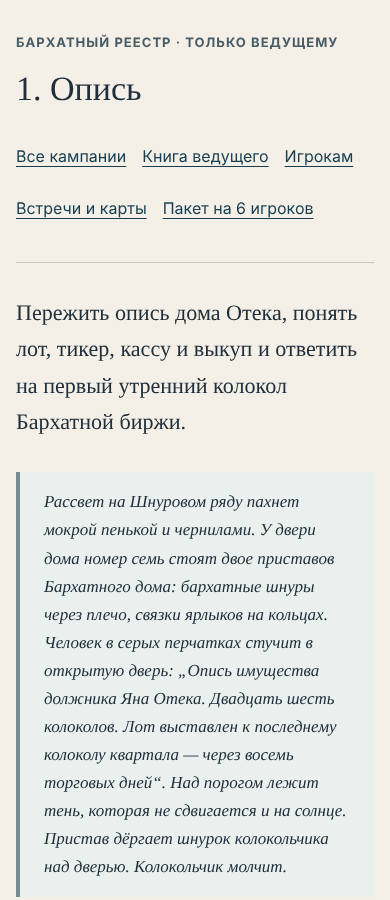 БАРХАТНЫЙ РЕЕСТР · ТОЛЬКО ВЕДУЩЕМУ
1. Опись
Все кампании Книга ведущего Игрокам
Встречи и карты Пакет на 6 игроков
Пережить опись дома Отека, понять
лот, тикер, кассу и выкуп и ответить
на первый утренний колокол
Бархатной биржи.
Рассвет на Шнуровом ряду пахнет
мокрой пенькой и чернилами. У двери
дома номер семь стоят двое приставов
Бархатного дома: бархатные шнуры
через плечо, связки ярлыков на кольцах.
Человек в серых перчатках стучит в
открытую дверь: „Опись имущества
должника Яна Отека. Двадцать шесть
колоколов. Лот выставлен к последнему
колоколу квартала — через восемь
торговых дней“. Над порогом лежит
тень, которая не сдвигается и на солнце.
Пристав дёргает шнурок колокольчика
над дверью. Колокольчик молчит.